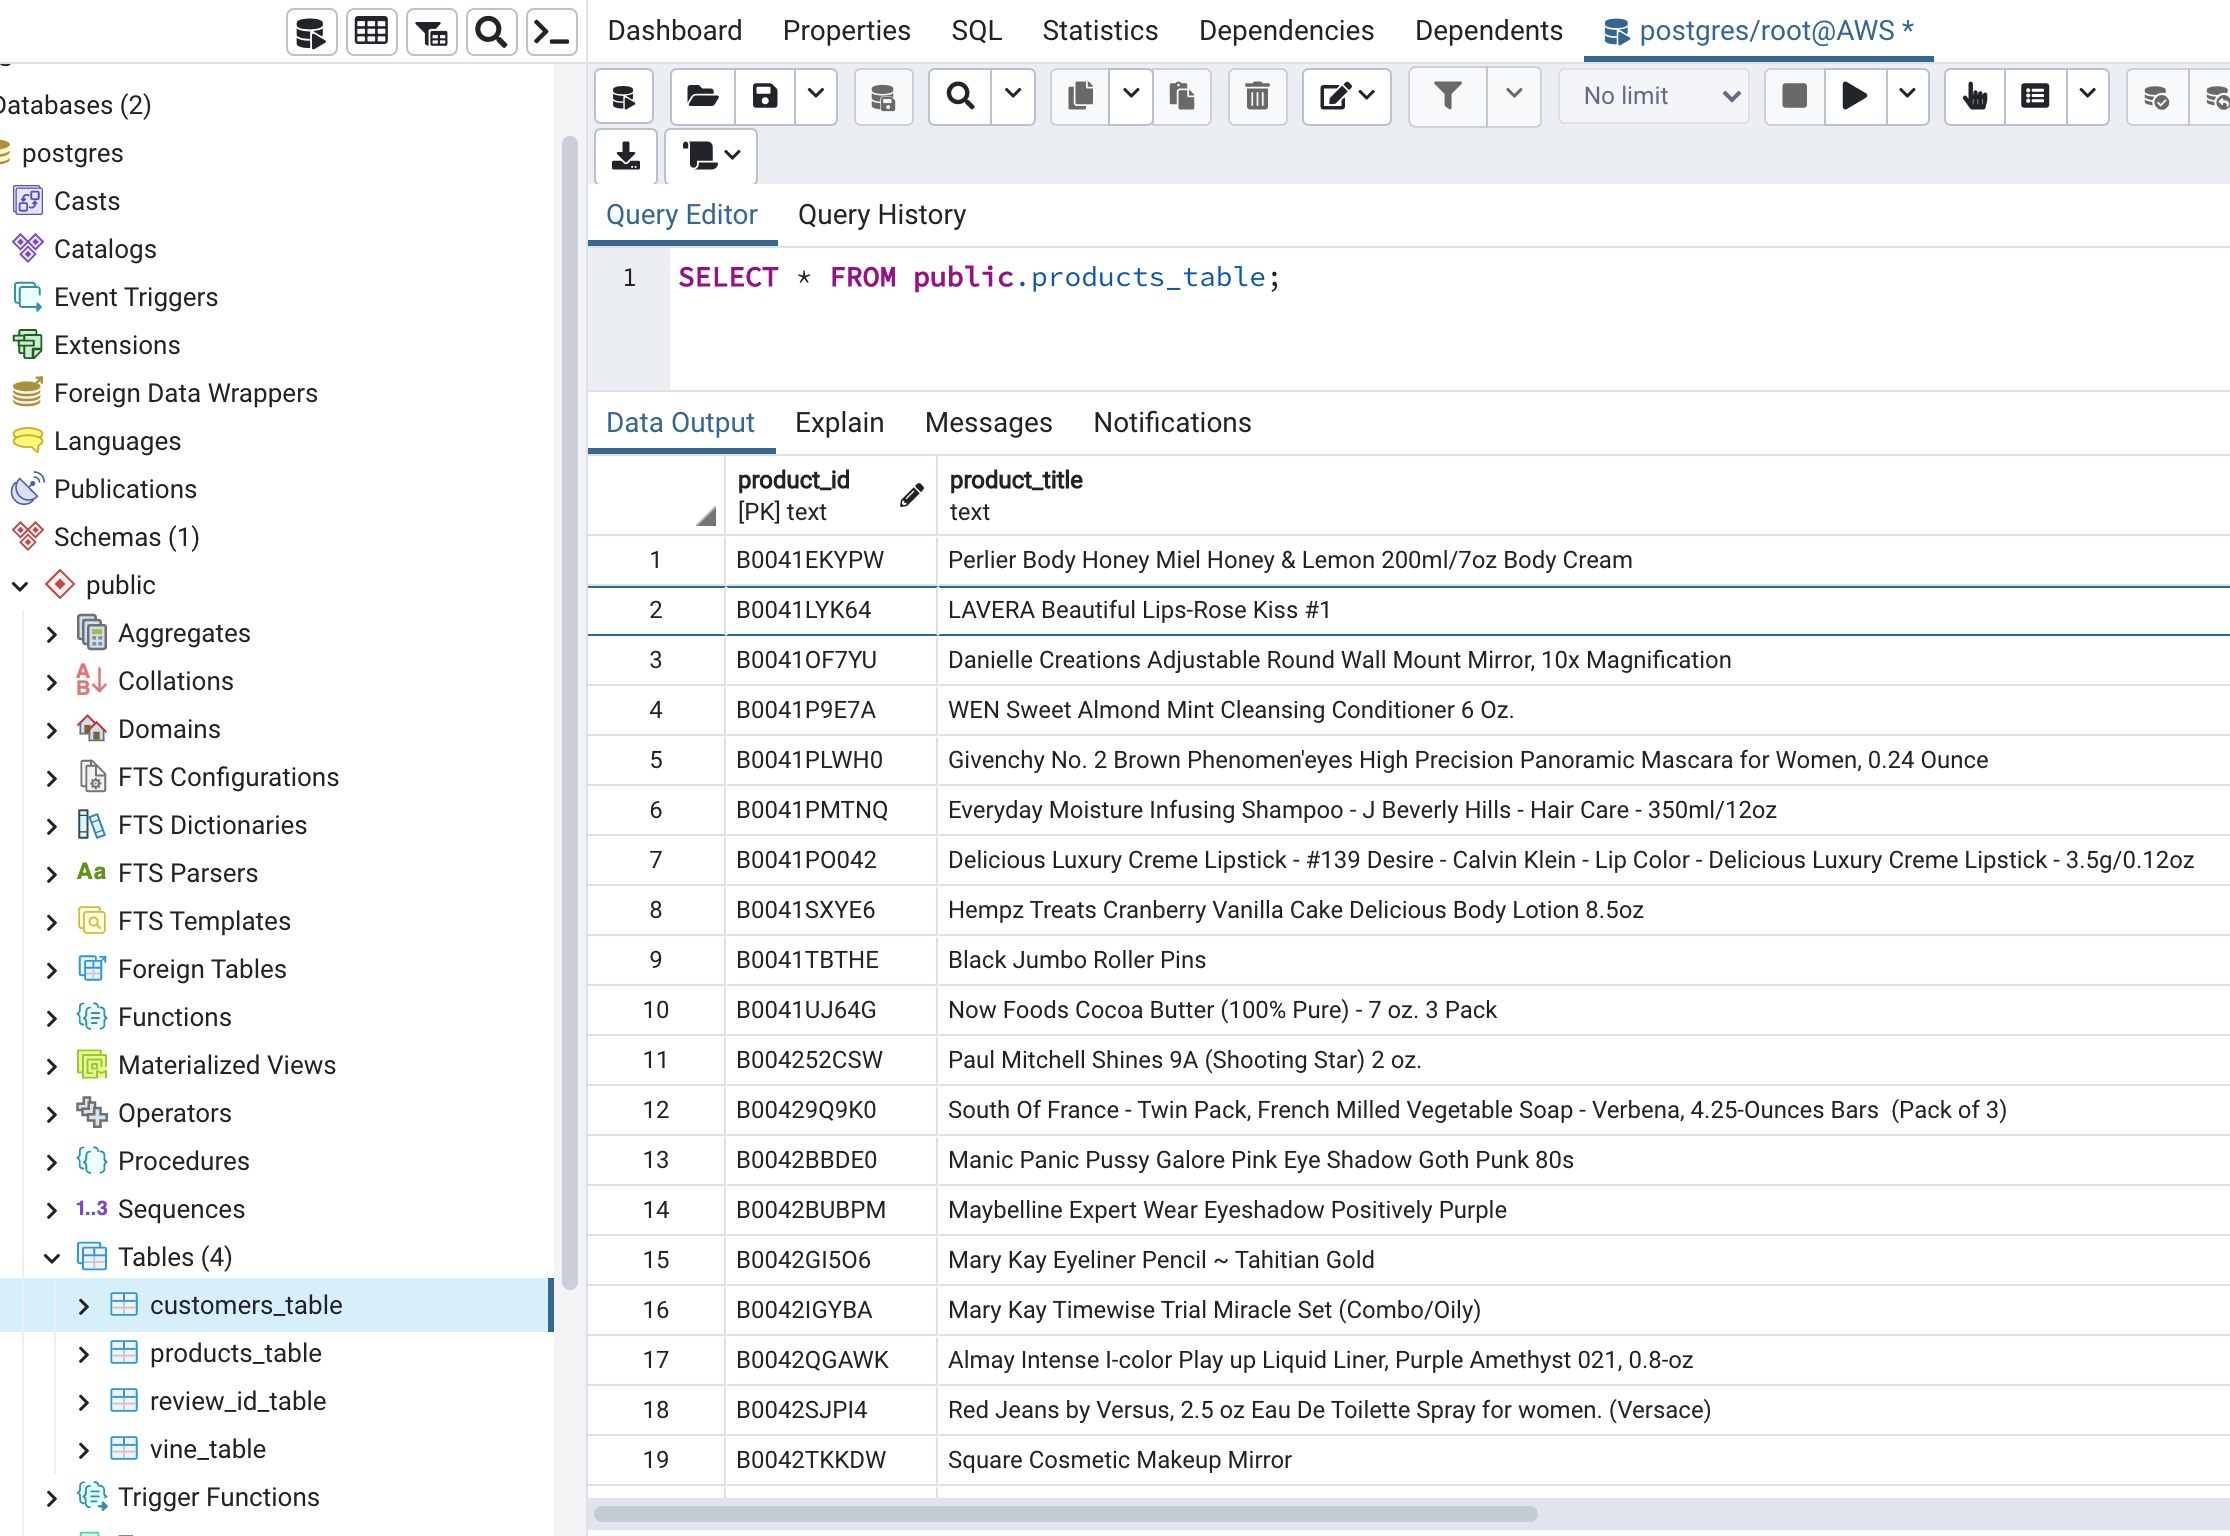 Dashboard Properties SQL Statistics Dependencies Dependents postgres/root@AWS *
Databases (2)
postgres
Casts
Catalogs
Event Triggers
Extensions
Foreign Data Wrappers
Languages
Publications
Schemas (1)
public
Aggregates
Collations
Domains
FTS Configurations
FTS Dictionaries
Aa FTS Parsers
FTS Templates
Foreign Tables
Functions
Materialized Views
Operators
Procedures
1..3 Sequences
Tables (4)
customers_table
products_table
review_id_table
vine_table
Trigger Functions
No limit
Query Editor Query History
1 SELECT * FROM public.products_table;
Data Output Explain Messages Notifications
product_id product_title
[PK] text text
1 B0041EKYPW Perlier Body Honey Miel Honey & Lemon 200ml/7oz Body Cream
2 B0041LYK64 LAVERA Beautiful Lips-Rose Kiss #1
3 B0041OF7YU Danielle Creations Adjustable Round Wall Mount Mirror, 10x Magnification
4 B0041P9E7A WEN Sweet Almond Mint Cleansing Conditioner 6 Oz.
5 B0041PLWH0 Givenchy No. 2 Brown Phenomen'eyes High Precision Panoramic Mascara for Women, 0.24 Ounce
6 B0041PMTNQ Everyday Moisture Infusing Shampoo - J Beverly Hills - Hair Care - 350ml/12oz
7 B0041PO042 Delicious Luxury Creme Lipstick - #139 Desire - Calvin Klein - Lip Color - Delicious Luxury Creme Lipstick - 3.5g/0.12oz
8 B0041SXYE6 Hempz Treats Cranberry Vanilla Cake Delicious Body Lotion 8.5oz
9 B0041TBTHE Black Jumbo Roller Pins
10 B0041UJ64G Now Foods Cocoa Butter (100% Pure) - 7 oz. 3 Pack
11 B004252CSW Paul Mitchell Shines 9A (Shooting Star) 2 oz.
12 B00429Q9K0 South Of France - Twin Pack, French Milled Vegetable Soap - Verbena, 4.25-Ounces Bars  (Pack of 3)
13 B0042BBDE0 Manic Panic Pussy Galore Pink Eye Shadow Goth Punk 80s
14 B0042BUBPM Maybelline Expert Wear Eyeshadow Positively Purple
15 B0042GI5O6 Mary Kay Eyeliner Pencil ~ Tahitian Gold
16 B0042IGYBA Mary Kay Timewise Trial Miracle Set (Combo/Oily)
17 B0042QGAWK Almay Intense I-color Play up Liquid Liner, Purple Amethyst 021, 0.8-oz
18 B0042SJPI4 Red Jeans by Versus, 2.5 oz Eau De Toilette Spray for women. (Versace)
19 B0042TKKDW Square Cosmetic Makeup Mirror